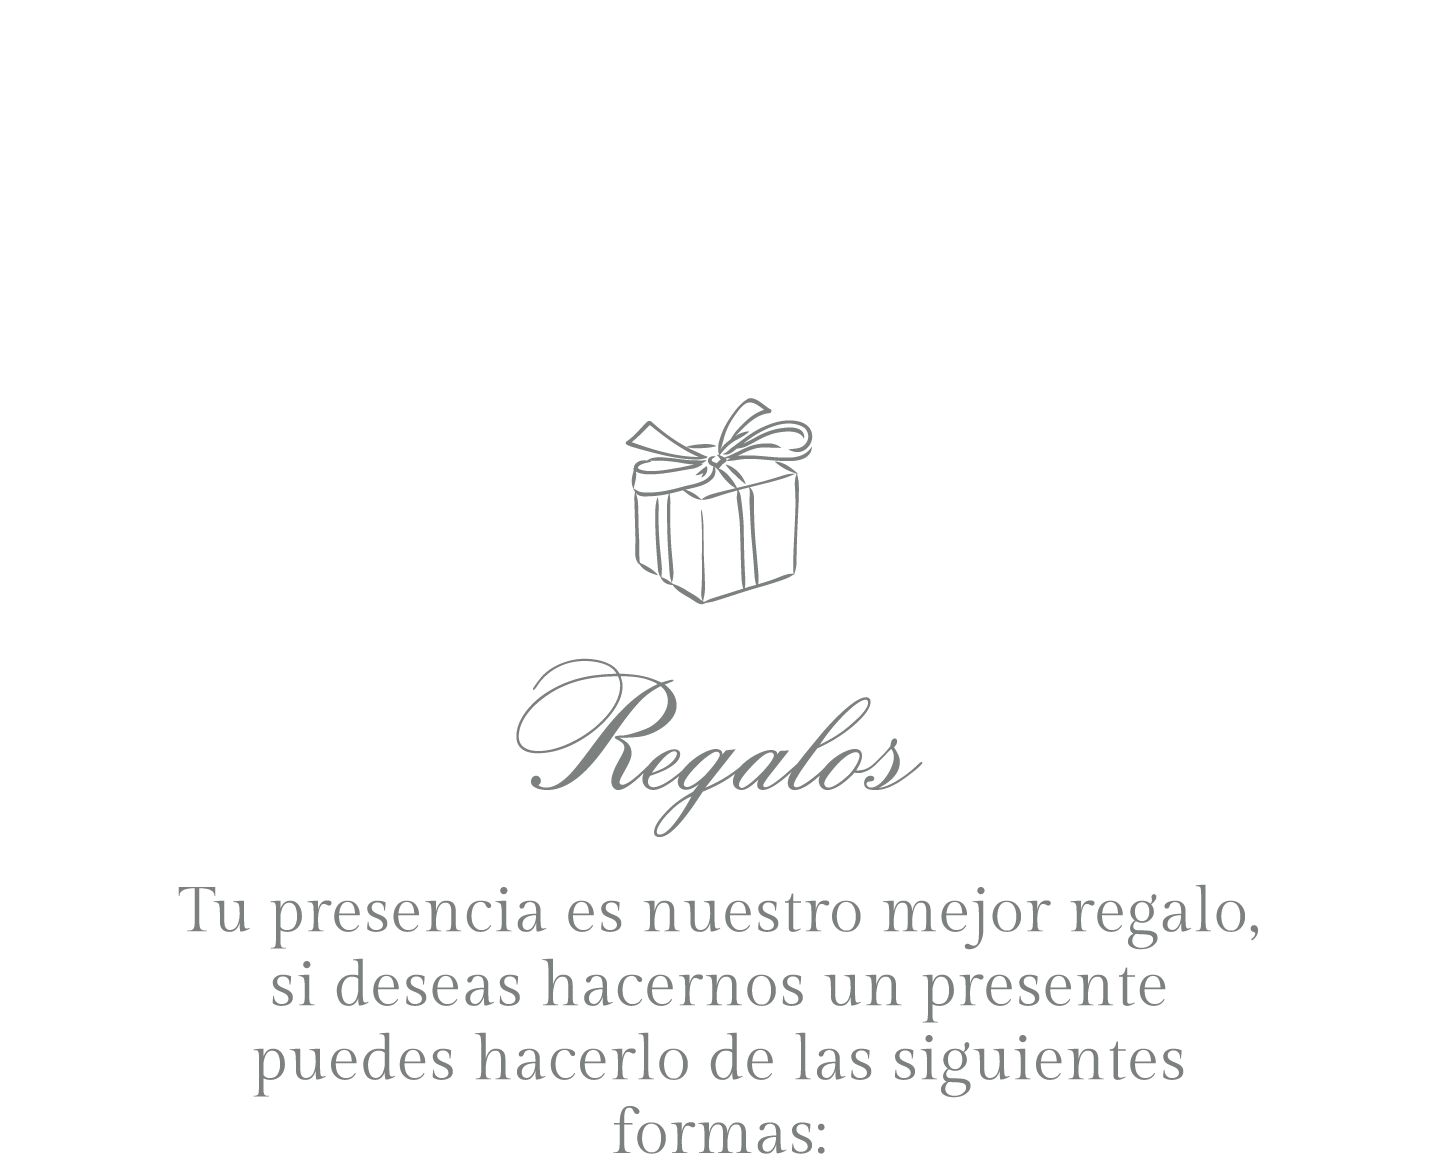 Regalos
Tu presencia es nuestro mejor regalo,
si deseas hacernos un presente
puedes hacerlo de las siguientes
formas: